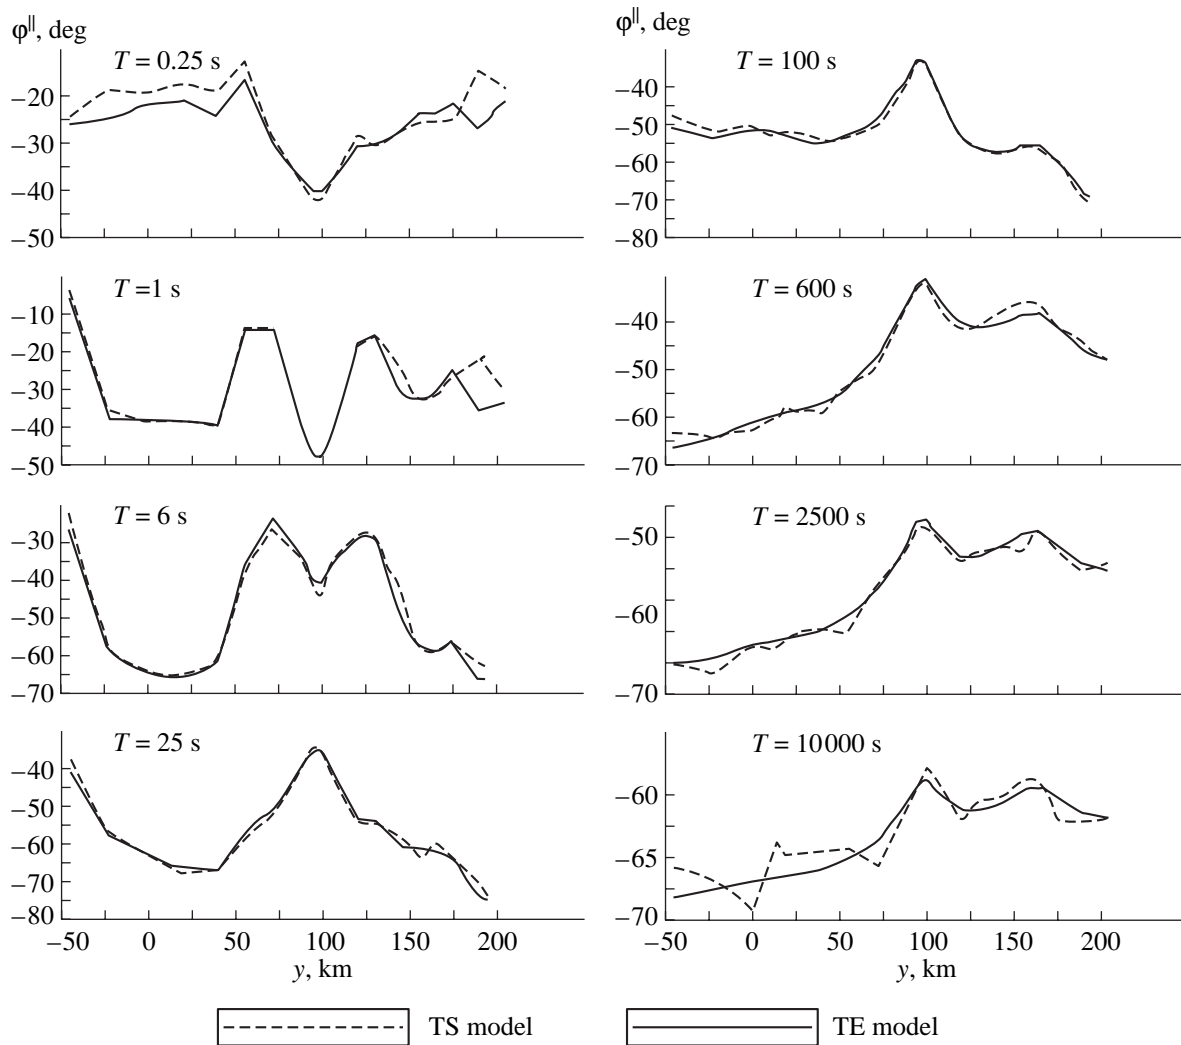 φ||, deg
T = 0.25 s
−20
−30
−40
−50
T =1 s
−10
−20
−30
−40
−50
T = 6 s
−30
−40
−50
−60
−70
T = 25 s
−40
−50
−60
−70
−80
−50 0 50 100 150 200
y, km
φ||, deg
T = 100 s
−40
−50
−60
−70
−80
T = 600 s
−40
−50
−60
−70
T = 2500 s
−50
−60
−70
T = 10000 s
−60
−65
−70
−50 0 50 100 150 200
y, km
TS model
TE model